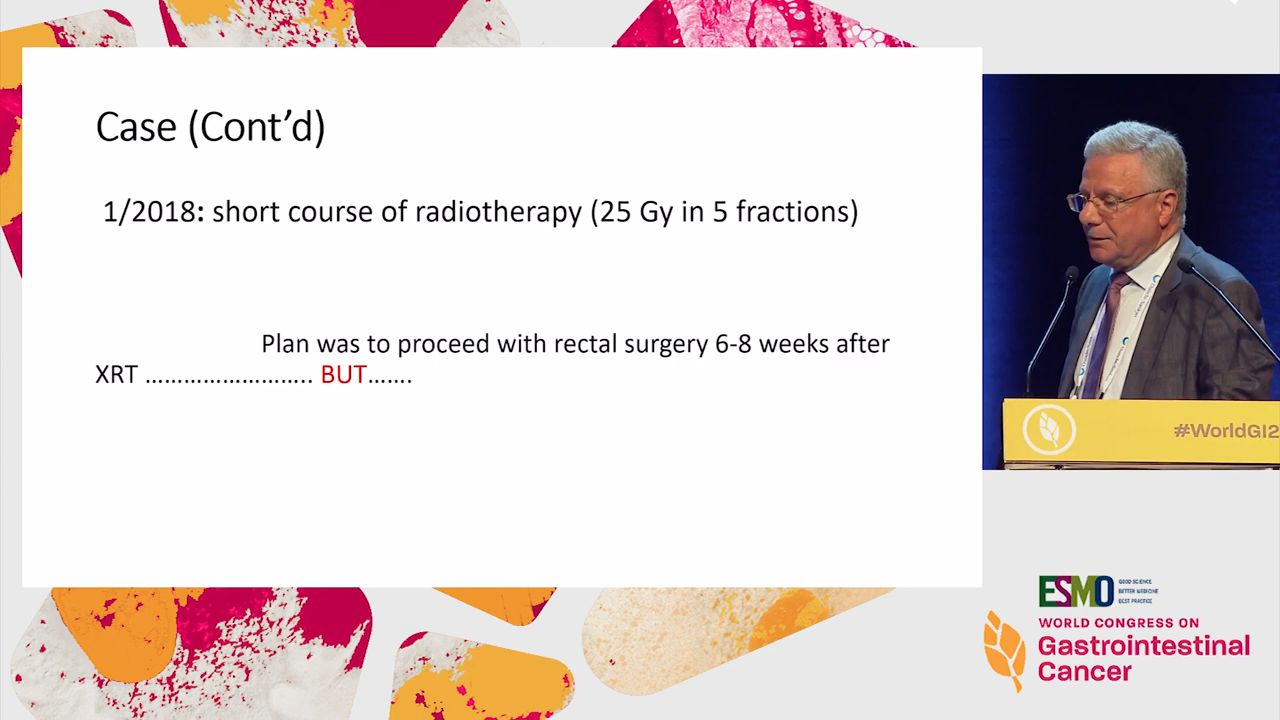 Case (Cont’d)
1/2018: short course of radiotherapy (25 Gy in 5 fractions)
Plan was to proceed with rectal surgery 6-8 weeks after
XRT …………………….. BUT…….
#WorldGI2
ESMO
GOOD SCIENCE
BETTER MEDICINE
BEST PRACTICE
WORLD CONGRESS ON
Gastrointestinal
Cancer